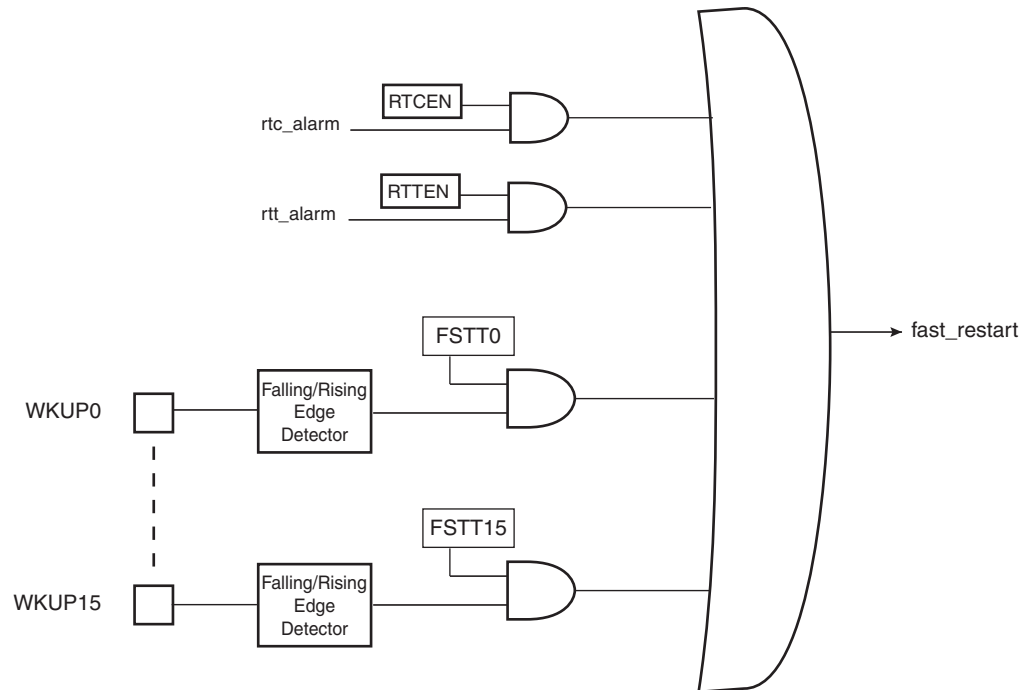 RTCEN
rtc_alarm
RTTEN
rtt_alarm
fast_restart
FSTT0
WKUP0
Falling/Rising
Edge
Detector
FSTT15
WKUP15
Falling/Rising
Edge
Detector